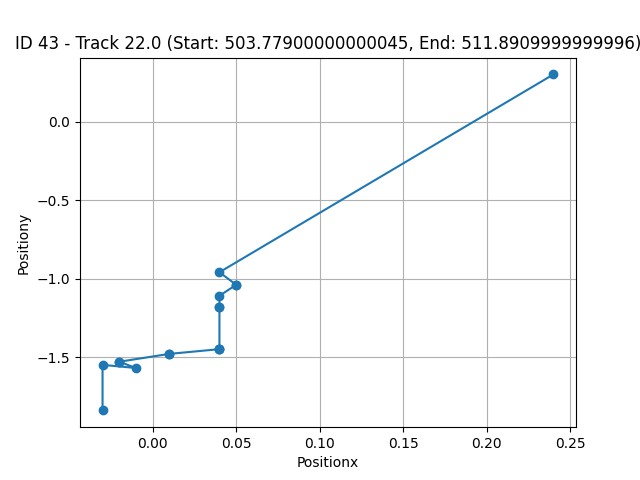 ID 43 - Track 22.0 (Start: 503.77900000000045, End: 511.8909999999996)
0.0
−0.5
−1.0
−1.5
Positiony
0.00 0.05 0.10 0.15 0.20 0.25
Positionx